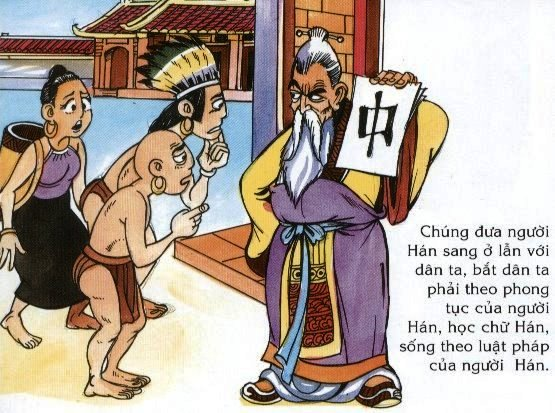 中
Chúng đưa người
Hán sang ở lẫn với
dân ta, bắt dân ta
phải theo phong
tục của người
Hán, học chữ Hán,
sống theo luật pháp
của người Hán.